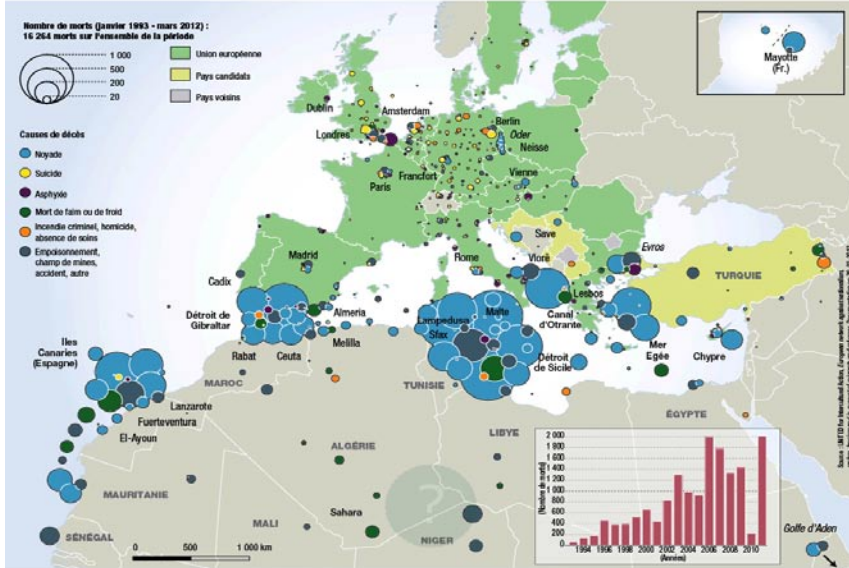 Nombre de morts (janvier 1993 - mars 2012) :
16 264 morts sur l'ensemble de la période
1 000
500
200
20
Union européenne
Pays candidats
Pays voisins
Causes de décès
Noyade
Suicide
Asphyxie
Mort de faim ou de froid
Incendie criminel, homicide,
absence de soins
Empoisonnement,
champ de mines,
accident, autre
Mayotte
(Fr.)
Dublin
Amsterdam
Londres
Berlin
Oder
Neisse
Paris
Francfort
Vienne
Save
Madrid
Rome
Vlorë
Evros
TURQUIE
Cadix
Lesbos
Détroit de
Gibraltar
Almeria
Lampedusa
Malte
Canal
d'Otrante
Sfax
Mer
Egée
Chypre
Iles
Canaries
(Espagne)
Rabat
Ceuta
Melilla
Détroit
de Sicile
MAROC
TUNISIE
Lanzarote
Fuerteventura
El-Ayoun
ÉGYPTE
ALGÉRIE
LIBYE
MAURITANIE
Sahara
?
MALI
NIGER
SÉNÉGAL
0 500 1 000 km
(Nombre de morts)
2 000
1 800
1 600
1 400
1 200
1 000
800
600
400
200
0
1994 1996 1998 2000 2002 2004 2006 2008 2010
(Années)
Golfe d'Aden